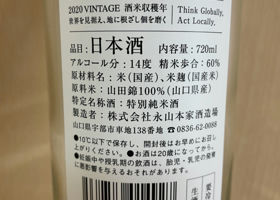 2020 VINTAGE 酒米収穫年
世界を見据え、地に根ざし個を磨く
Think Globally,
Act Locally.
品目:日本酒 内容量:720ml
アルコール分:14度 精米歩合:60%
原材料名:米(国産)、米麹(国産米)
原料米:山田錦100%(山口県産)
特定名称酒:特別純米酒
製造者:株式会社永山本家酒造場
山口県宇部市車地138番地 ☎0836-62-0088
●10℃以下で保存し、開封後はお早めにお召
し上がりください。●お酒は20歳になってから。
●妊娠中や授乳期の飲酒は、胎児・乳児の発育
に影響を与えるおそれがあります。
要冷
生酒